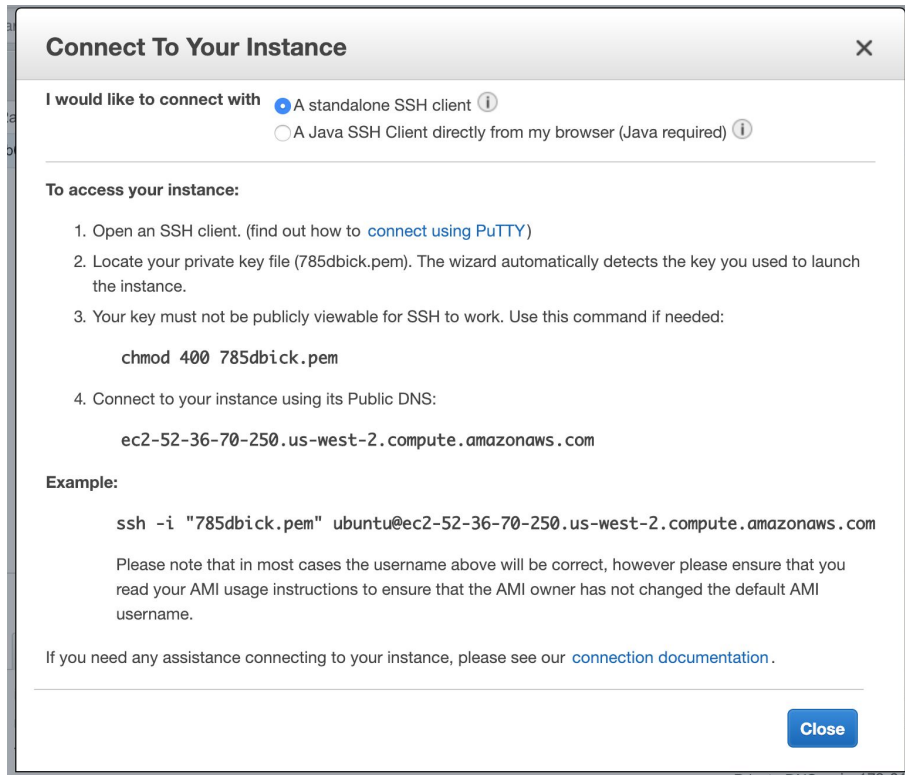 Connect To Your Instance
I would like to connect with
A standalone SSH client
A Java SSH Client directly from my browser (Java required)
To access your instance:
1. Open an SSH client. (find out how to connect using PuTTY)
2. Locate your private key file (785dbick.pem). The wizard automatically detects the key you used to launch
the instance.
3. Your key must not be publicly viewable for SSH to work. Use this command if needed:
chmod 400 785dbick.pem
4. Connect to your instance using its Public DNS:
ec2-52-36-70-250.us-west-2.compute.amazonaws.com
Example:
ssh -i "785dbick.pem" ubuntu@ec2-52-36-70-250.us-west-2.compute.amazonaws.com
Please note that in most cases the username above will be correct, however please ensure that you
read your AMI usage instructions to ensure that the AMI owner has not changed the default AMI
username.
If you need any assistance connecting to your instance, please see our connection documentation.
Close